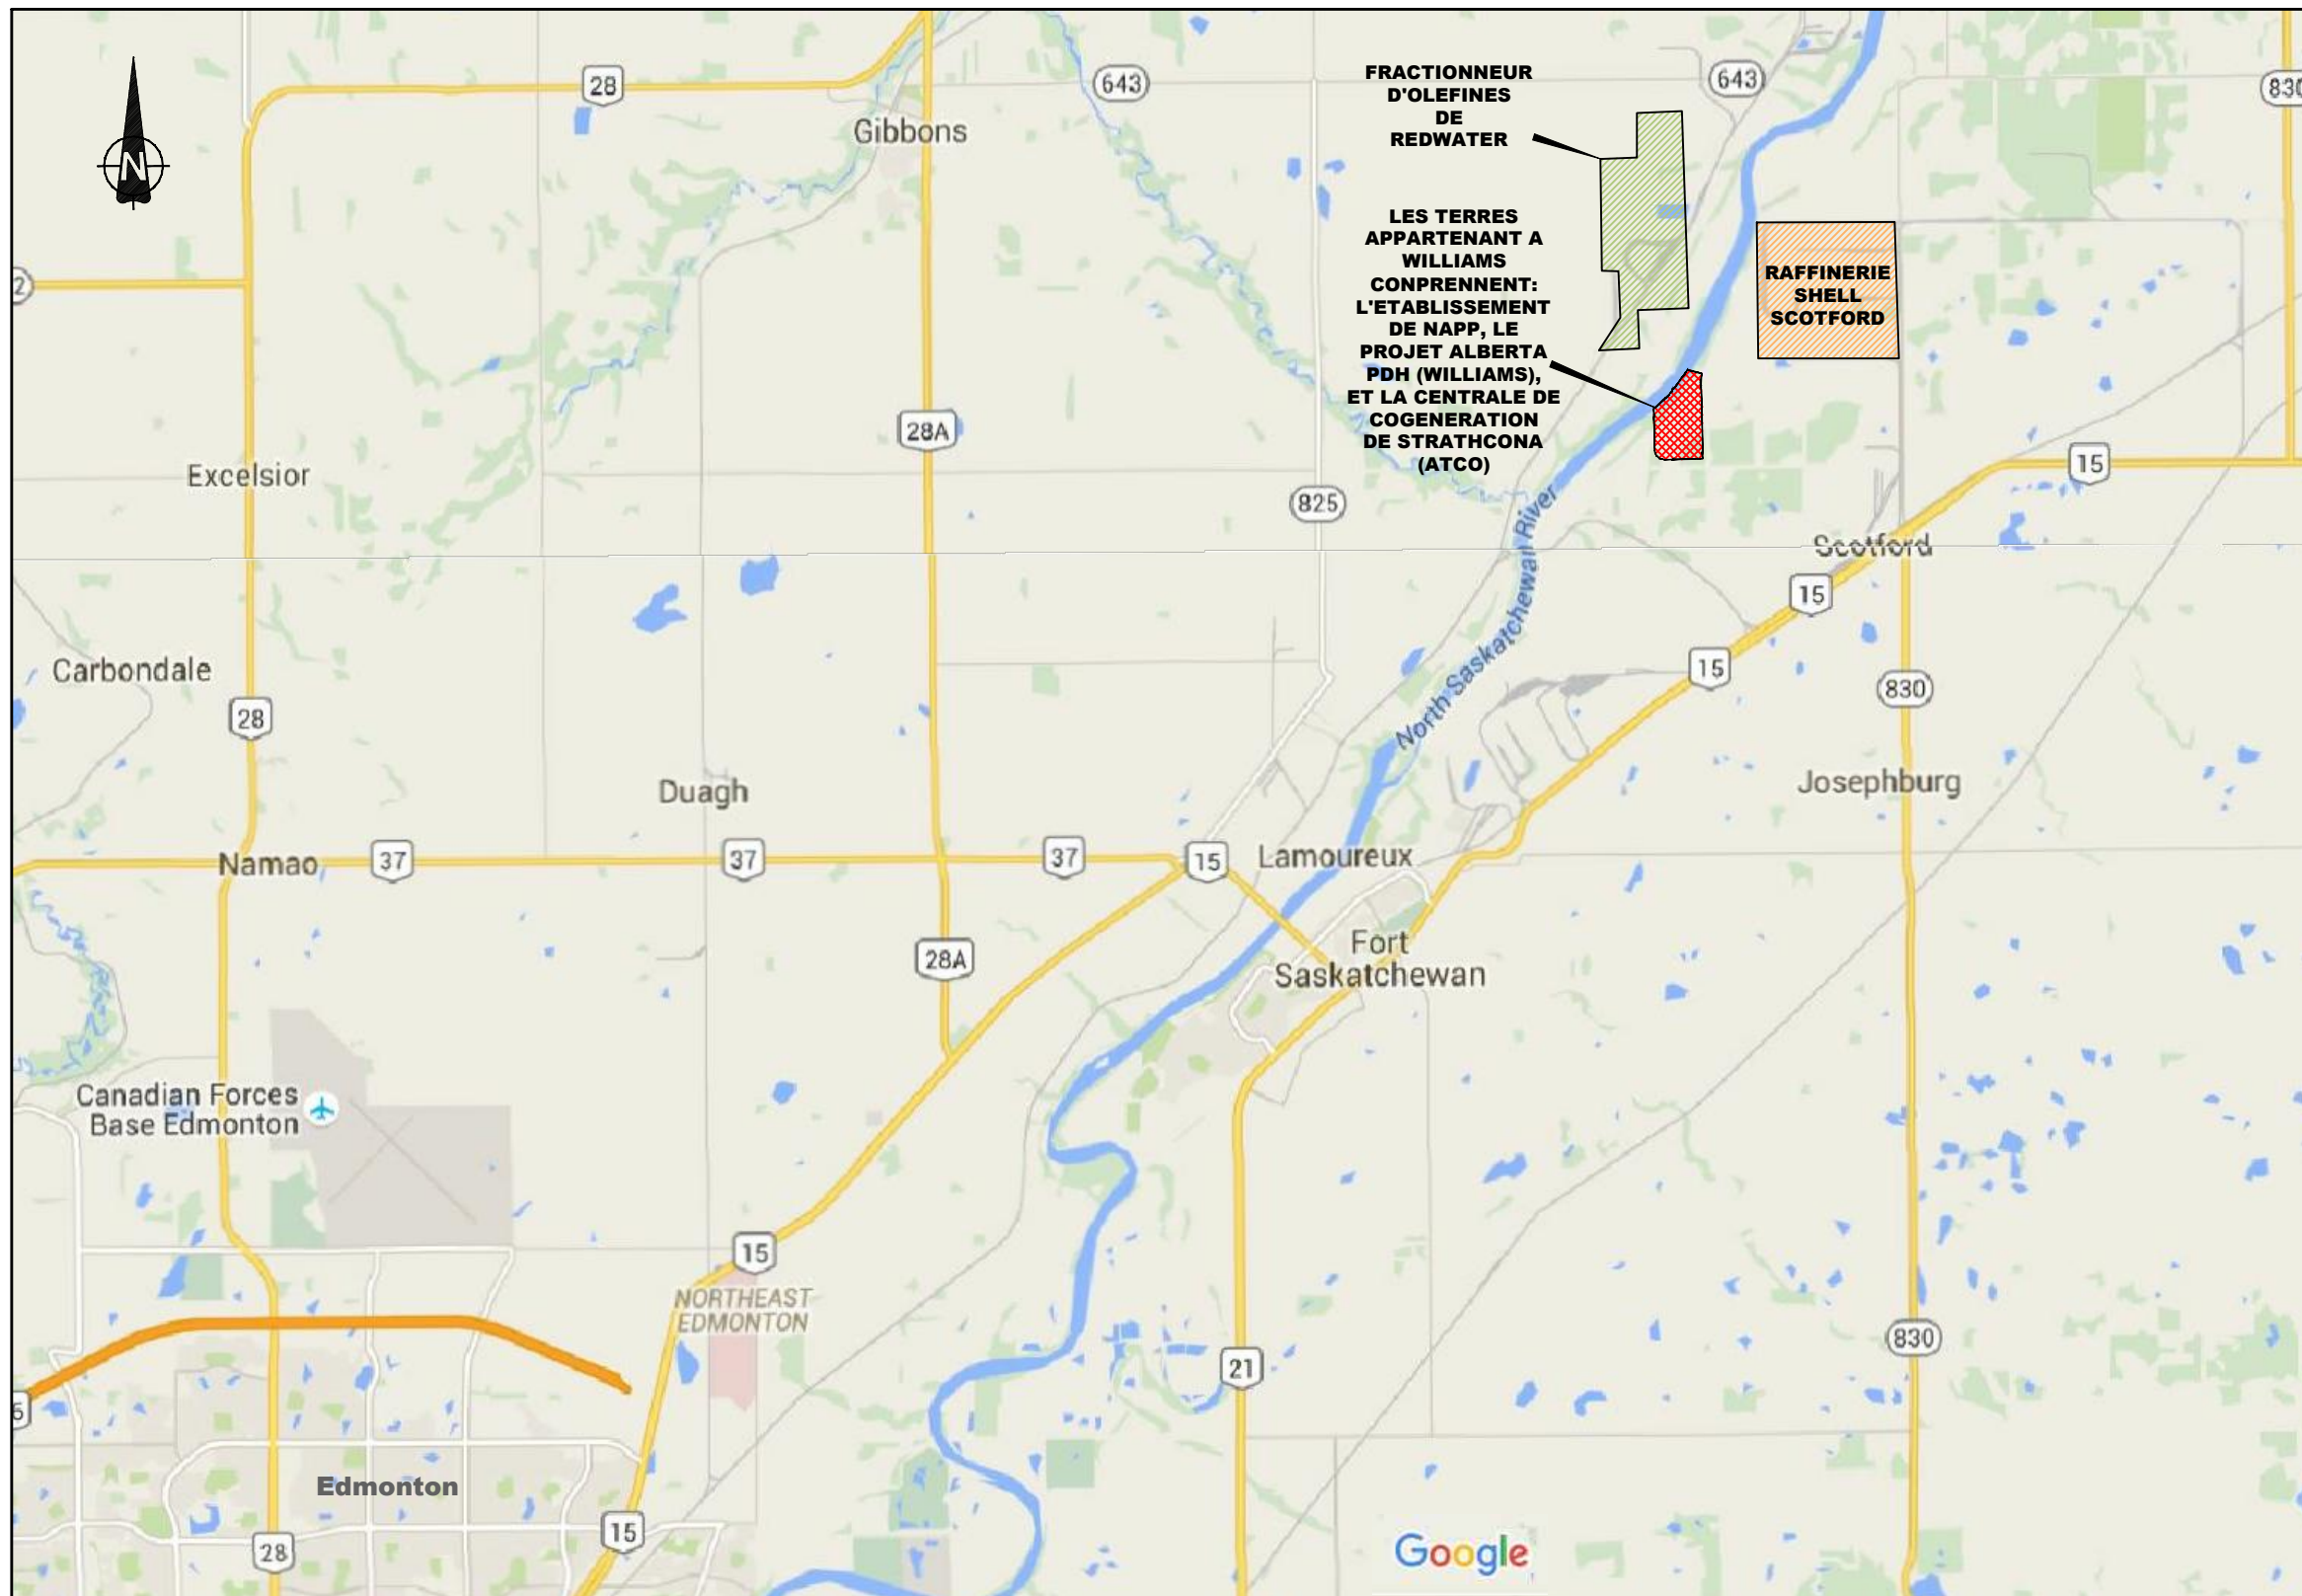 N
28
643
643
830
Gibbons
FRACTIONNEUR
D'OLEFINES
DE
REDWATER
LES TERRES
APPARTENANT A
WILLIAMS
CONPRENNENT:
L'ETABLISSEMENT
DE NAPP, LE
PROJET ALBERTA
PDH (WILLIAMS),
ET LA CENTRALE DE
COGENERATION
DE STRATHCONA
(ATCO)
RAFFINERIE
SHELL
SCOTFORD
2
28A
Excelsior
15
825
North Saskatchewan River
Scotford
15
Carbondale
15
830
28
Duagh
Josephburg
Namao
37
37
37
15
Lamoureux
28A
Fort
Saskatchewan
Canadian Forces
Base Edmonton
15
NORTHEAST
EDMONTON
830
21
Edmonton
15
28
Google